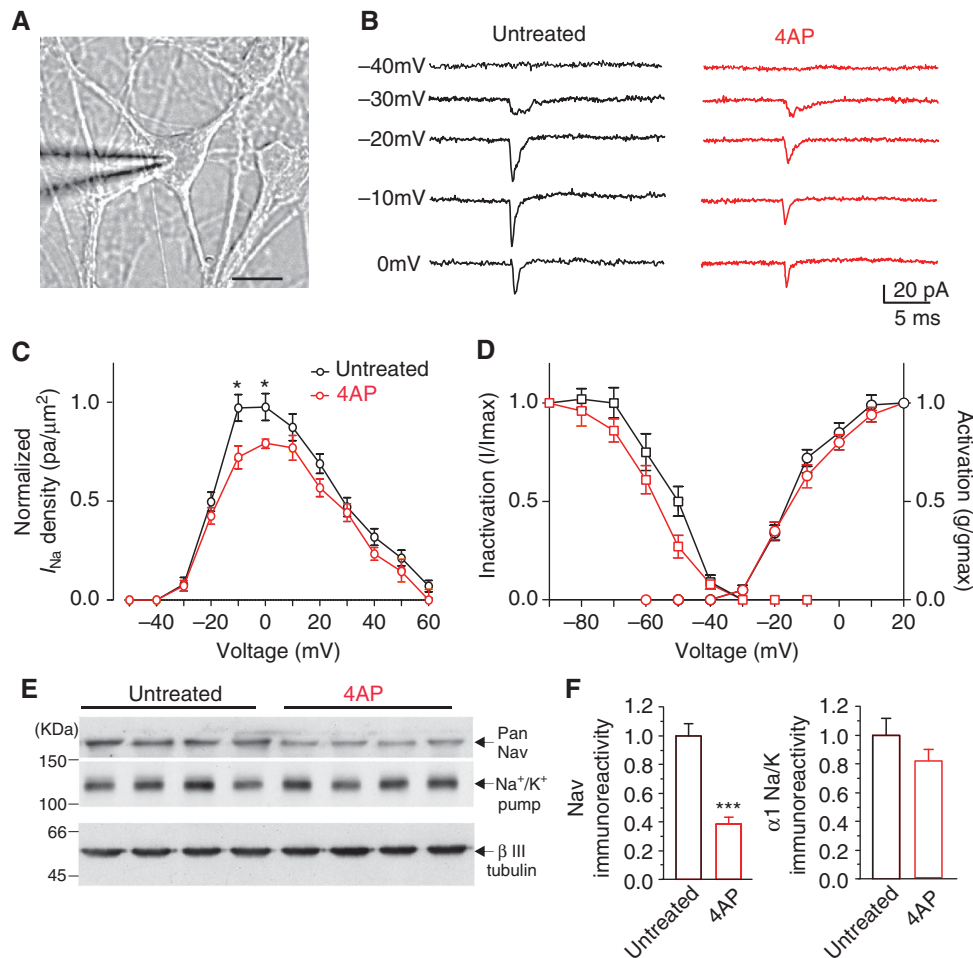 A
B
Untreated
4AP
−40mV
−30mV
−20mV
−10mV
0mV
20 pA
5 ms
C
Untreated
4AP
* *
1.0
0.5
0.0
Normalized
I Na density (pa/μm²)
−40 −20 0 20 40 60
Voltage (mV)
D
1.0
0.5
0.0
Inactivation (I/Imax)
1.0
0.5
0.0
Activation (g/gmax)
−80 −60 −40 −20 0 20
Voltage (mV)
E
Untreated
4AP
(KDa)
150
100
66
45
Pan
Nav
Na⁺/K⁺
pump
β III
tubulin
F
Nav
immunoreactivity
1.2
1.0
0.8
0.6
0.4
0.2
0.0
***
Untreated
4AP
α1 Na/K
immunoreactivity
1.2
1.0
0.8
0.6
0.4
0.2
0.0
Untreated
4AP